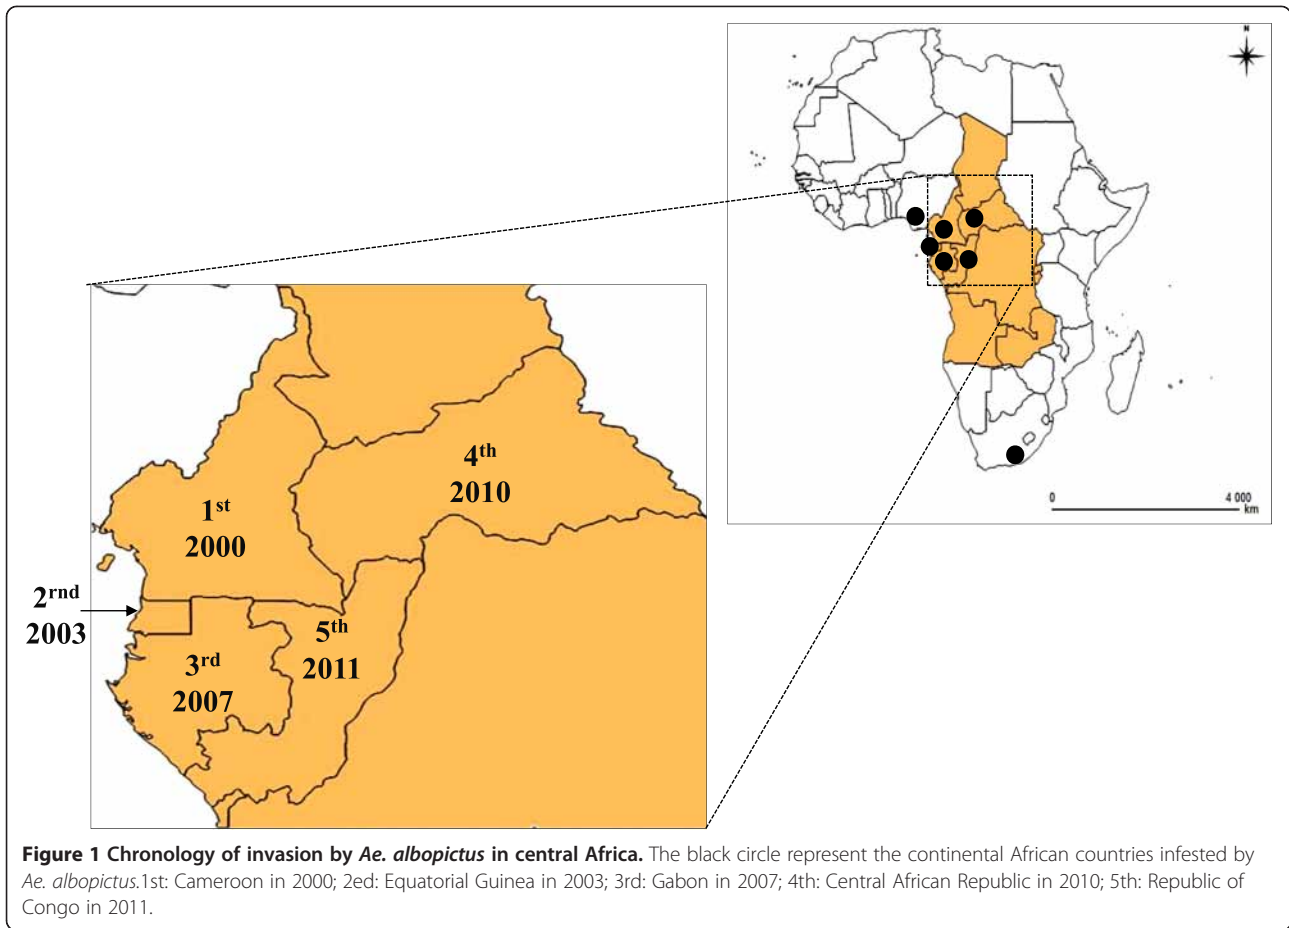 N
0 4 000
km
4th
2010
1st
2000
2rnd
2003
5th
2011
3rd
2007
Figure 1 Chronology of invasion by Ae. albopictus in central Africa. The black circle represent the continental African countries infested by
Ae. albopictus.1st: Cameroon in 2000; 2ed: Equatorial Guinea in 2003; 3rd: Gabon in 2007; 4th: Central African Republic in 2010; 5th: Republic of
Congo in 2011.